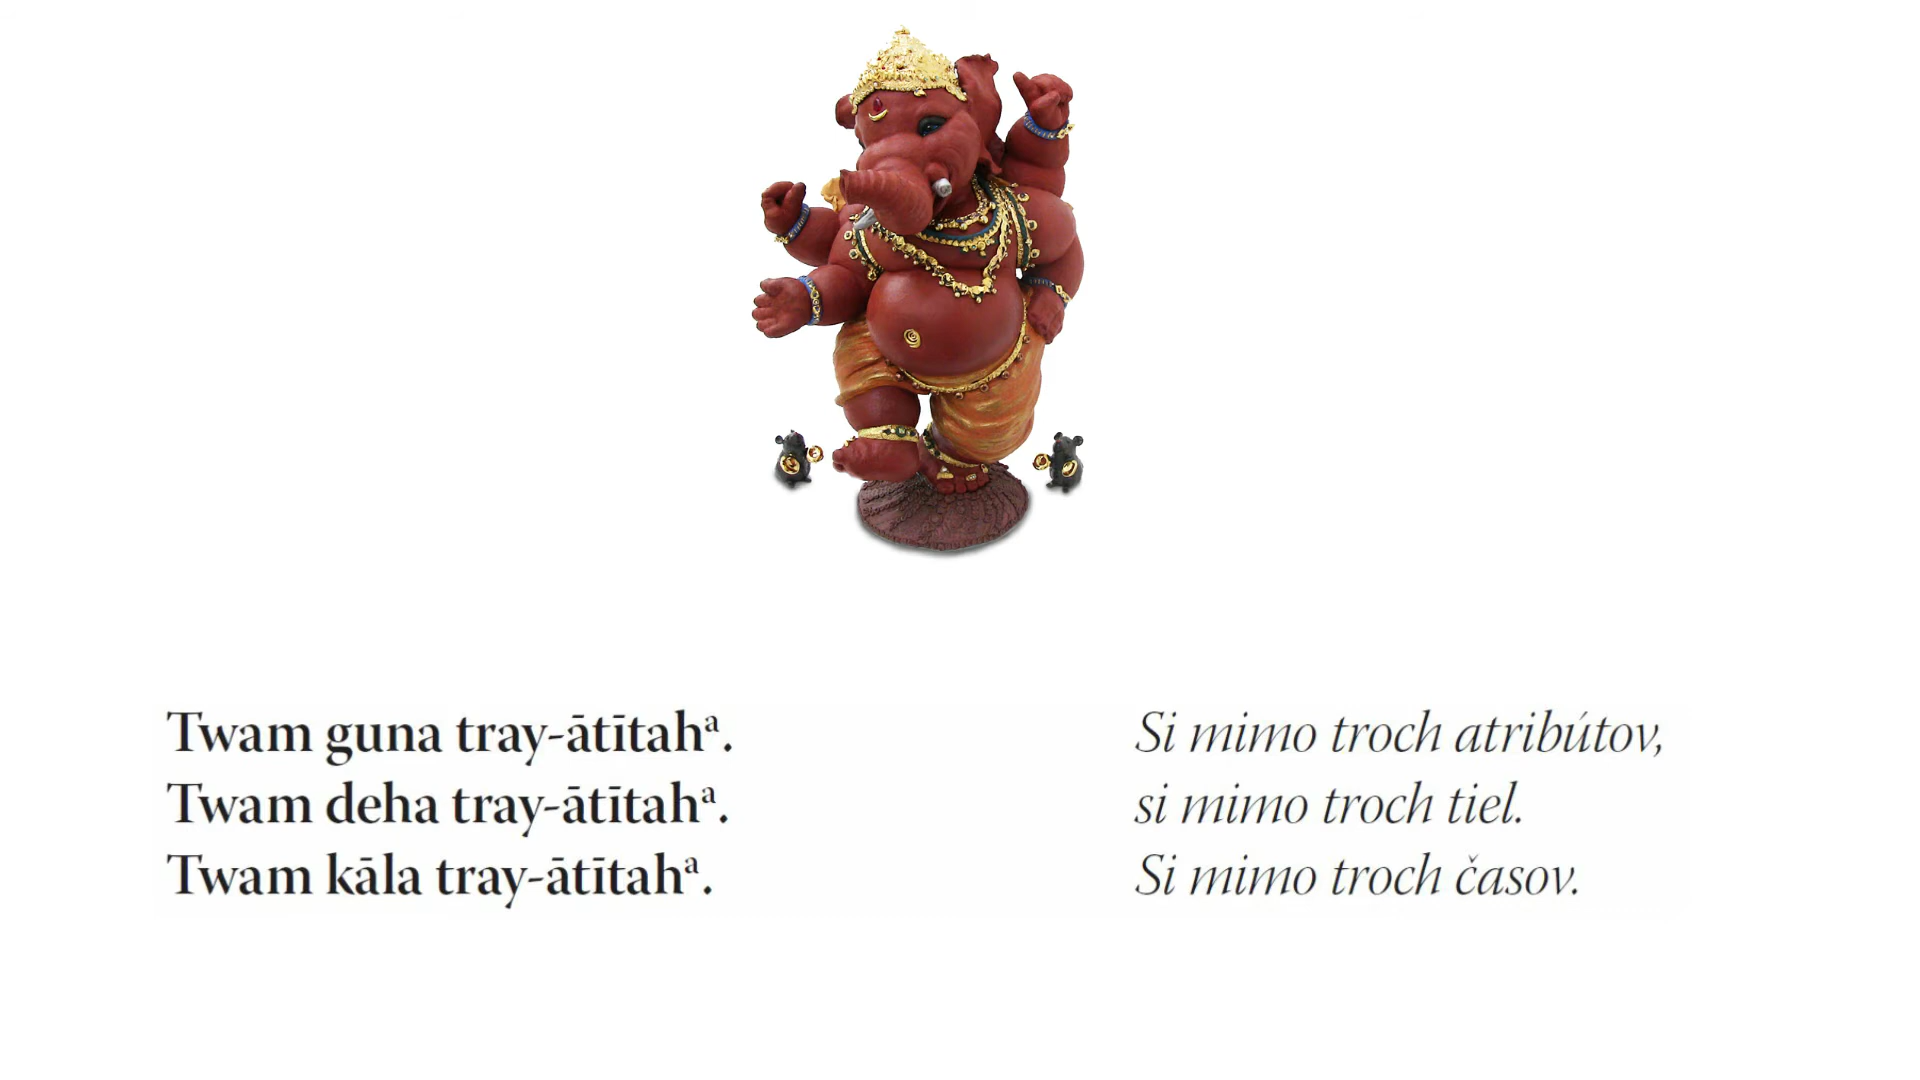 Twam guna tray-ātītahᵃ.
Twam deha tray-ātītahᵃ.
Twam kāla tray-ātītahᵃ.
Si mimo troch atribútov,
si mimo troch tiel.
Si mimo troch časov.